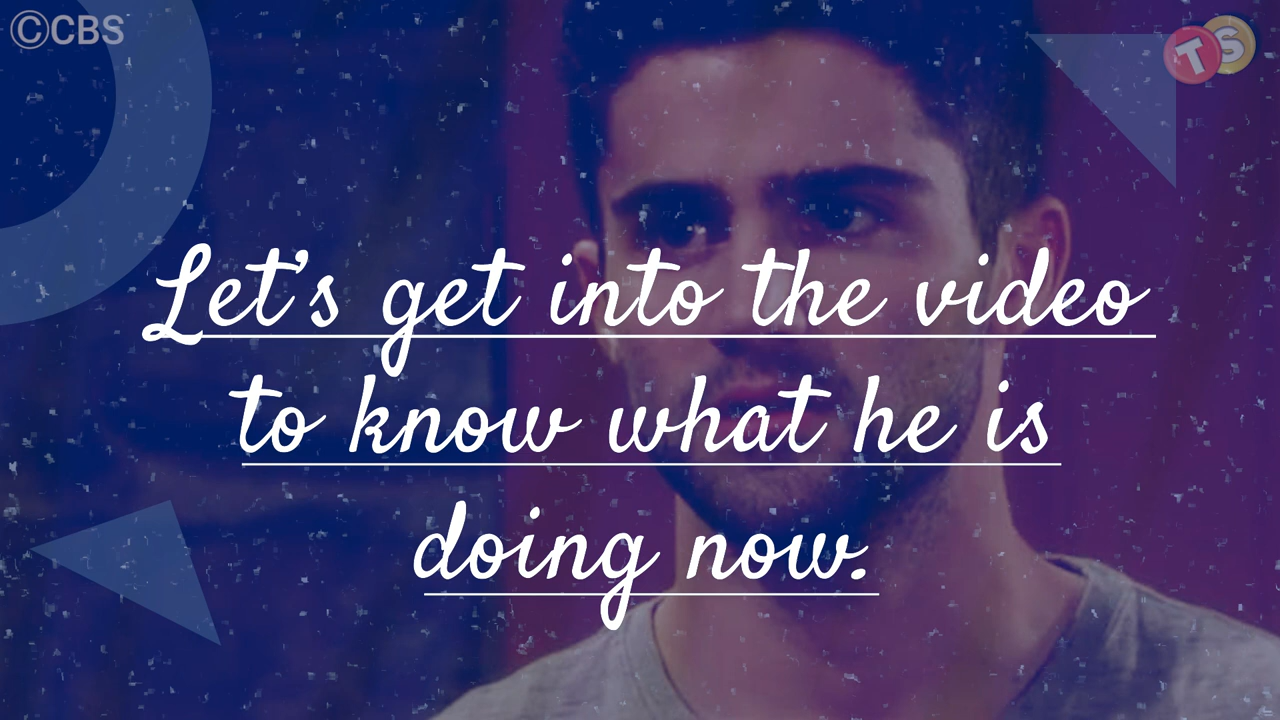 ©CBS
TS
Let's get into the video
to know what he is
doing now.